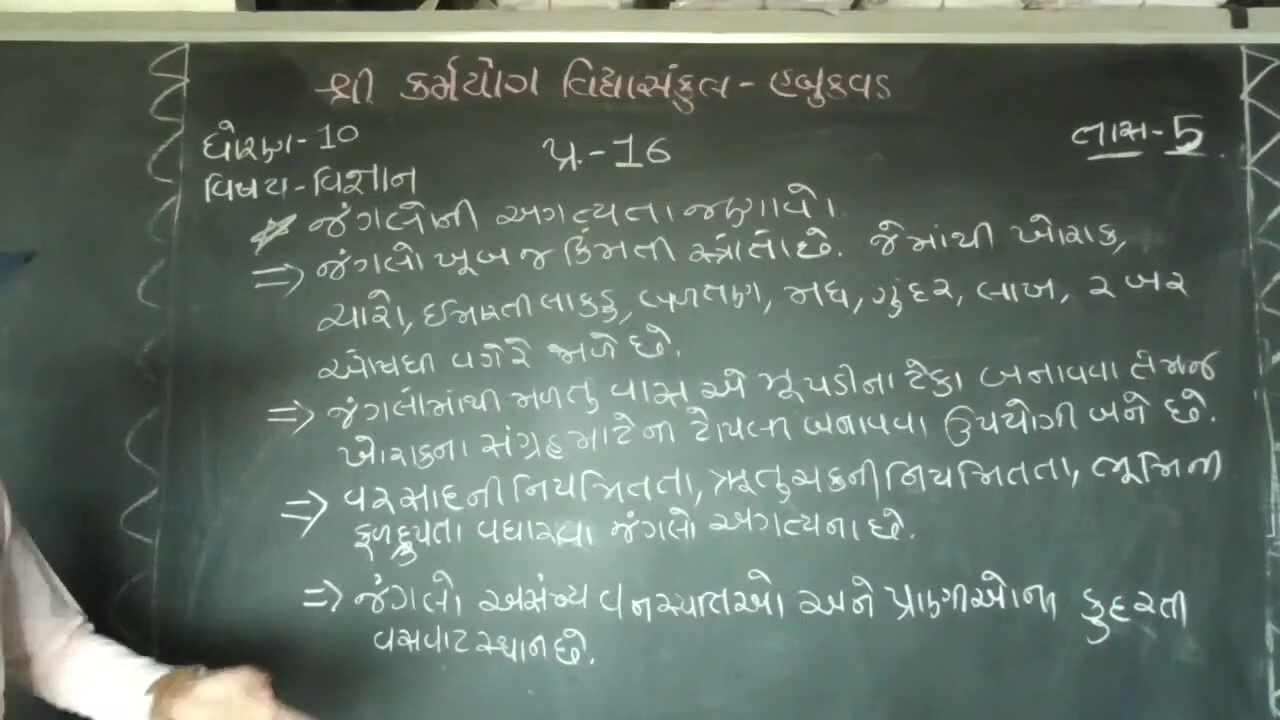 શ્રી કર્મયોગ વિદ્યાસંકુલ - હબુકવડ
ધોરણ - 10
પ્ર. - 16
તાસ - 5
વિષય - વિજ્ઞાન
* જંગલોની અગત્યતા જણાવો.
=> જંગલો ખૂબ જ કિંમતી સ્ત્રોતો છે. જેમાંથી ખોરાક,
ચારો, ઈમારતી લાકડું, બળતણ, મધ, ગુંદર, લાખ, રબર
ઔષધી વગેરે મળે છે.
=> જંગલોમાંથી મળતું વાંસ એ ઝૂંપડીના ટેકા બનાવવા તેમજ
ખોરાકના સંગ્રહ માટેના ટોપલા બનાવવા ઉપયોગી બને છે.
=> વરસાદની નિયમિતતા, ઋતુચક્રની નિયમિતતા, ભૂમિની
ફળદ્રુપતા વધારવા જંગલો અગત્યના છે.
=> જંગલો અસંખ્ય વનસ્પતિઓ અને પ્રાણીઓના કુદરતી
વસવાટ સ્થાન છે.